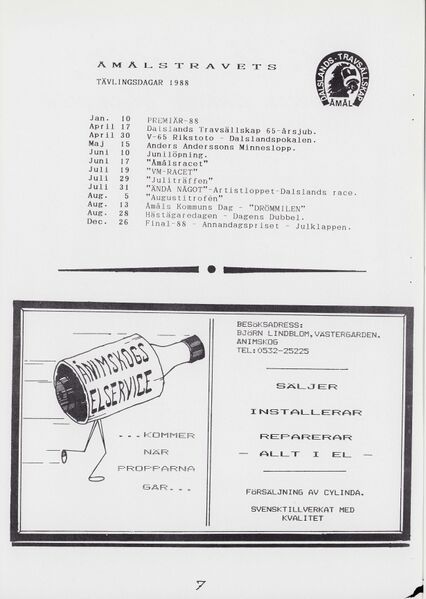 ÅMÅLSTRAVETS
TÄVLINGSDAGAR 1988
DALSLANDS-TRAVSÄLLSKAP
ÅMÅL
Jan. 10 PREMIÄR-88
April 17 Dalslands Travsällskap 65-årsjub.
April 30 V-65 Rikstoto - Dalslandspokalen.
Maj 15 Anders Anderssons Minneslopp.
Juni 10 Junilöpning.
Juni 17 "Åmålsracet"
Juli 19 "VM-RACET"
Juli 29 "Juliträffen"
Juli 31 "ÄNDÅ NÅGOT"-Artistloppet-Dalslands race.
Aug. 5 "Augustitrofén"
Aug. 13 Åmåls Kommuns Dag - "DRÖMMILEN"
Aug. 28 Hästägaredagen - Dagens Dubbel.
Dec. 26 Final-88 - Annandagspriset - Julklappen.
ÄNIMSKOGS
ELSERVICE
...KOMMER
NÄR
PROPPARNA
GÅR...
BESÖKSADRESS:
BJÖRN LINDBLOM, VÄSTERGÅRDEN.
ÄNIMSKOG
TEL:0532-25225
SÄLJER
INSTALLERAR
REPARERAR
- ALLT I EL -
FÖRSÄLJNING AV CYLINDA.
SVENSKTILLVERKAT MED
KVALITET
7